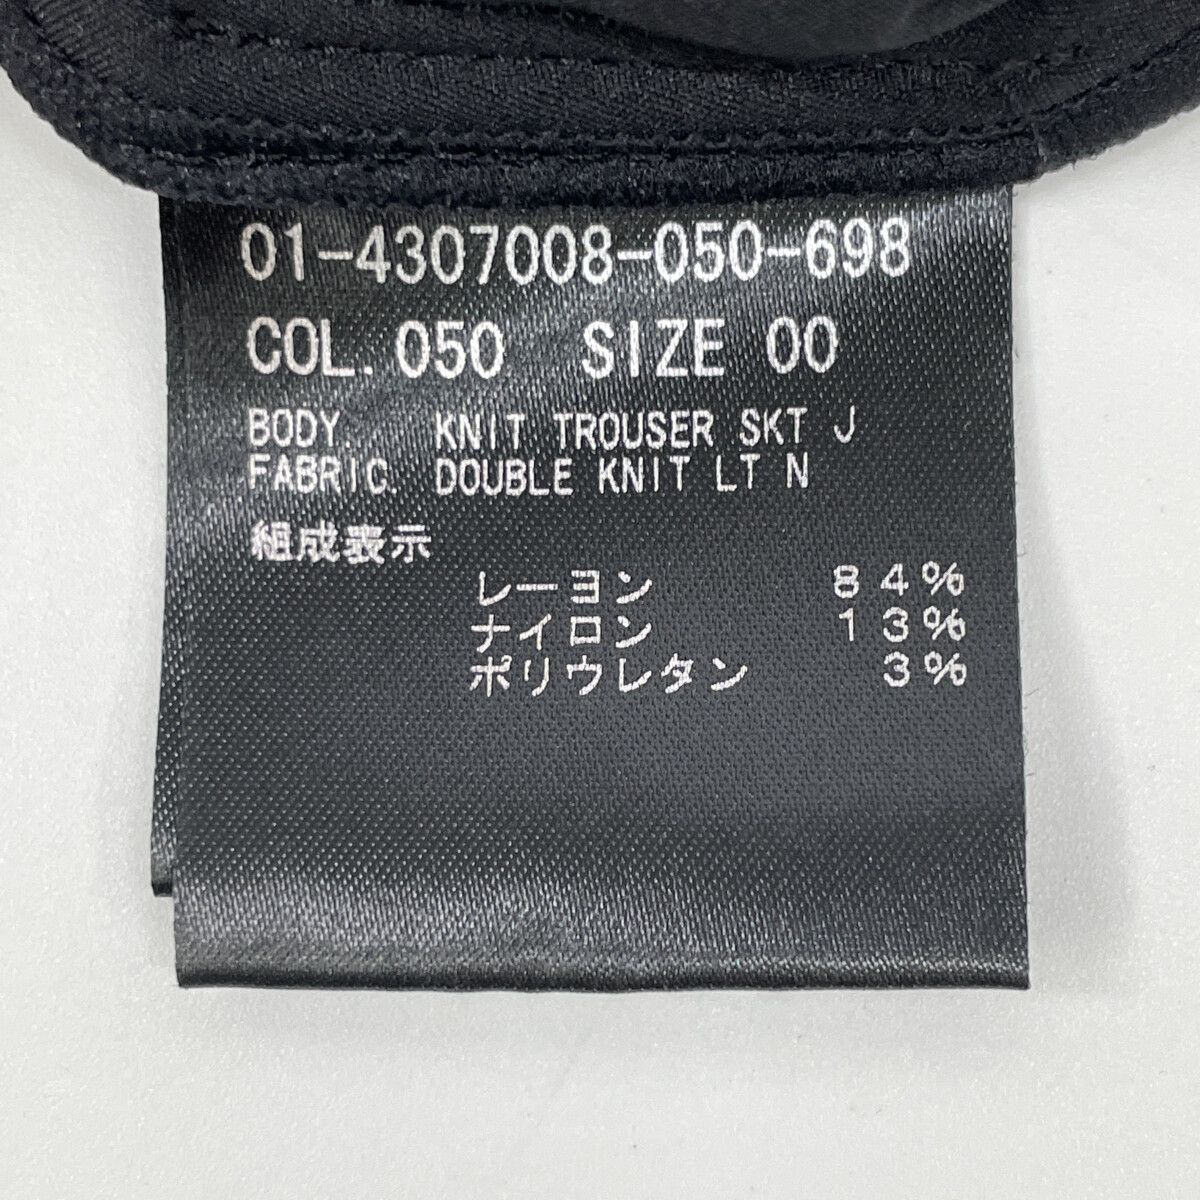 01-4307008-050-698
COL. 050 SIZE 00
BODY. KNIT TROUSER SKT J
FABRIC. DOUBLE KNIT LT N
組成表示
レーヨン 84%
ナイロン 13%
ポリウレタン 3%